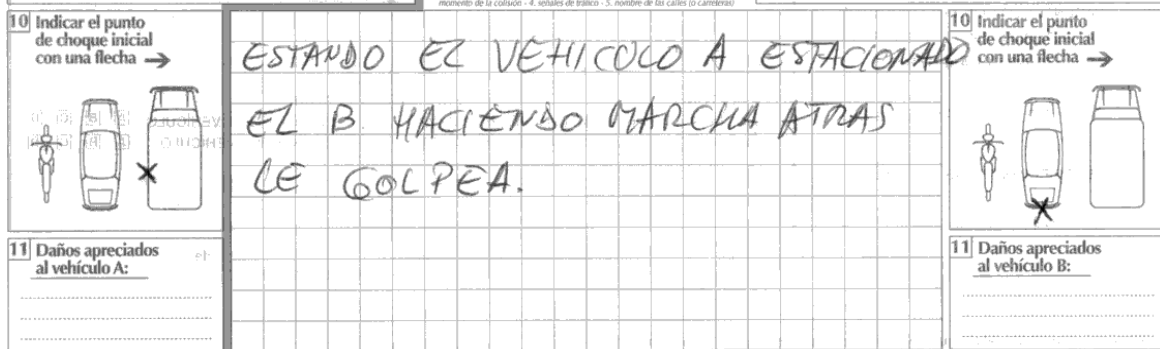 momento de la colisión - 4. señales de tráfico - 5. nombre de las calles (o carreteras)
10 Indicar el punto
de choque inicial
con una flecha →
ESTANDO EL VEHICULO A ESTACIONADO
EL B HACIENDO MARCHA ATRAS
LE GOLPEA.
10 Indicar el punto
de choque inicial
con una flecha →
11 Daños apreciados
al vehículo A:
11 Daños apreciados
al vehículo B: